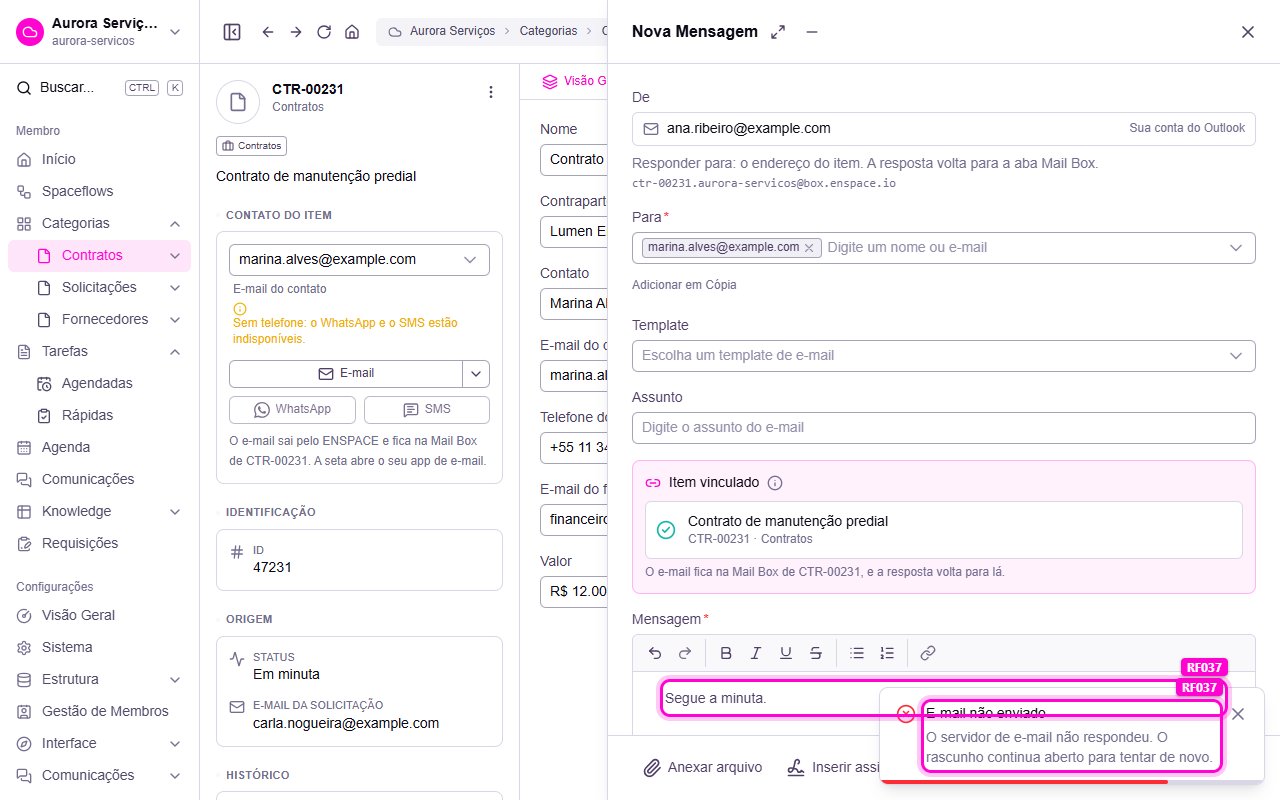 Aurora Serviç...
aurora-servicos
Buscar...
CTRL K
Membro
Início
Spaceflows
Categorias
Contratos
Solicitações
Fornecedores
Tarefas
Agendadas
Rápidas
Agenda
Comunicações
Knowledge
Requisições
Configurações
Visão Geral
Sistema
Estrutura
Gestão de Membros
Interface
Comunicações
Aurora Serviços > Categorias > C
CTR-00231
Contratos
Contratos
Contrato de manutenção predial
CONTATO DO ITEM
marina.alves@example.com
E-mail do contato
Sem telefone: o WhatsApp e o SMS estão
indisponíveis.
E-mail
WhatsApp
SMS
O e-mail sai pelo ENSPACE e fica na Mail Box
de CTR-00231. A seta abre o seu app de e-mail.
IDENTIFICAÇÃO
ID
47231
ORIGEM
STATUS
Em minuta
E-MAIL DA SOLICITAÇÃO
carla.nogueira@example.com
HISTÓRICO
Visão G
Nome
Contrato
Contrapart
Lumen E
Contato
Marina Al
E-mail do c
marina.al
Telefone do
+55 11 34
E-mail do f
financeiro
Valor
R$ 12.00
Nova Mensagem
De
ana.ribeiro@example.com
Sua conta do Outlook
Responder para: o endereço do item. A resposta volta para a aba Mail Box.
ctr-00231.aurora-servicos@box.enspace.io
Para*
marina.alves@example.com
Digite um nome ou e-mail
Adicionar em Cópia
Template
Escolha um template de e-mail
Assunto
Digite o assunto do e-mail
Item vinculado
Contrato de manutenção predial
CTR-00231 · Contratos
O e-mail fica na Mail Box de CTR-00231, e a resposta volta para lá.
Mensagem*
RF037
Segue a minuta.
RF037
E-mail não enviado
O servidor de e-mail não respondeu. O
rascunho continua aberto para tentar de novo.
Anexar arquivo
Inserir assi